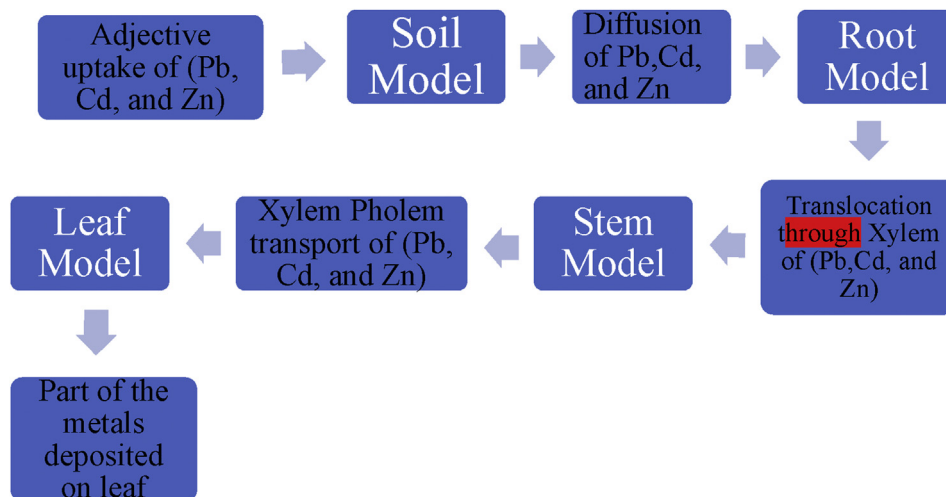 Adjective
uptake of (Pb,
Cd, and Zn)
Soil
Model
Diffusion
of Pb,Cd,
and Zn
Root
Model
Translocation
through Xylem
of (Pb,Cd, and
Zn)
Stem
Model
Xylem Pholem
transport of (Pb,
Cd, and Zn)
Leaf
Model
Part of the
metals
deposited
on leaf